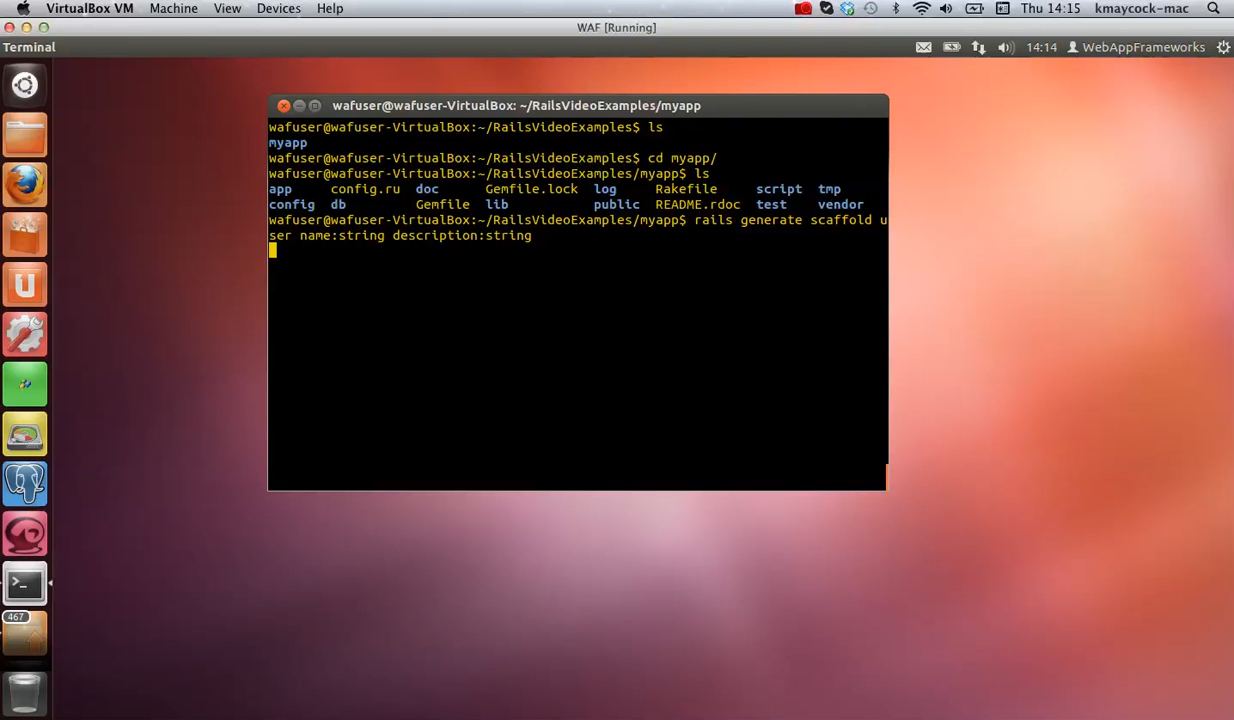 VirtualBox VM Machine View Devices Help Thu 14:15 kmaycock-mac
WAF [Running]
Terminal 14:14 WebAppFrameworks
wafuser@wafuser-VirtualBox: ~/RailsVideoExamples/myapp
wafuser@wafuser-VirtualBox:~/RailsVideoExamples$ ls
myapp
wafuser@wafuser-VirtualBox:~/RailsVideoExamples$ cd myapp/
wafuser@wafuser-VirtualBox:~/RailsVideoExamples/myapp$ ls
app config.ru doc Gemfile.lock log Rakefile script tmp
config db Gemfile lib public README.rdoc test vendor
wafuser@wafuser-VirtualBox:~/RailsVideoExamples/myapp$ rails generate scaffold u
ser name:string description:string
U
>_
467